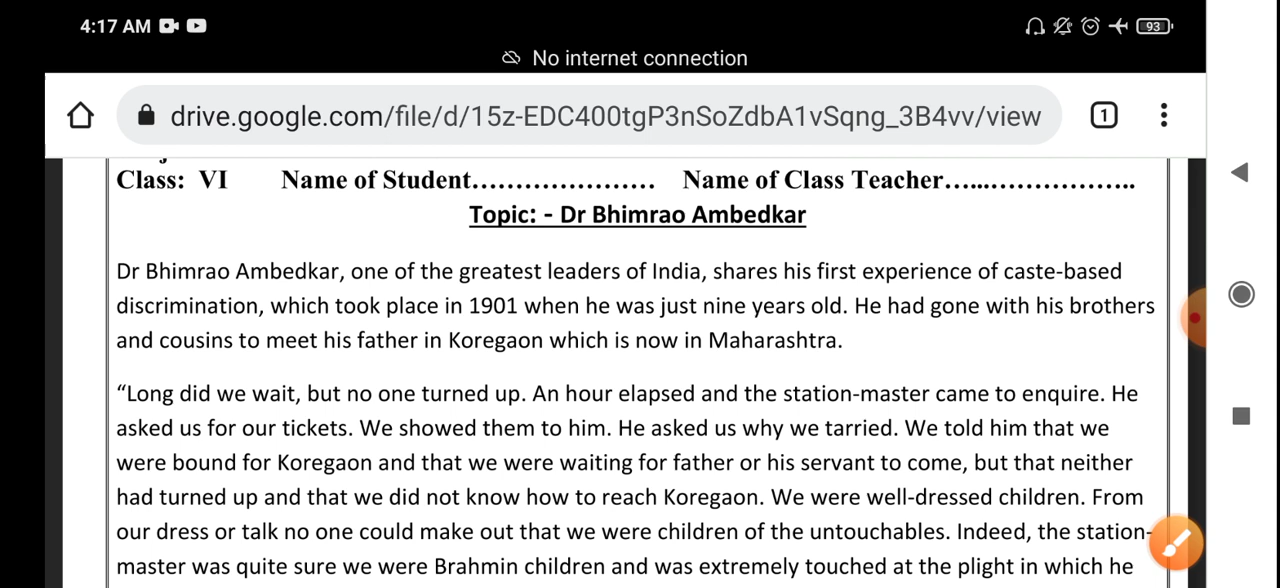 4:17 AM
93
No internet connection
drive.google.com/file/d/15z-EDC400tgP3nSoZdbA1vSqng_3B4vv/view
1
Class: VI Name of Student..................... Name of Class Teacher.........................
Topic: - Dr Bhimrao Ambedkar
Dr Bhimrao Ambedkar, one of the greatest leaders of India, shares his first experience of caste-based
discrimination, which took place in 1901 when he was just nine years old. He had gone with his brothers
and cousins to meet his father in Koregaon which is now in Maharashtra.
“Long did we wait, but no one turned up. An hour elapsed and the station-master came to enquire. He
asked us for our tickets. We showed them to him. He asked us why we tarried. We told him that we
were bound for Koregaon and that we were waiting for father or his servant to come, but that neither
had turned up and that we did not know how to reach Koregaon. We were well-dressed children. From
our dress or talk no one could make out that we were children of the untouchables. Indeed, the station-
master was quite sure we were Brahmin children and was extremely touched at the plight in which he